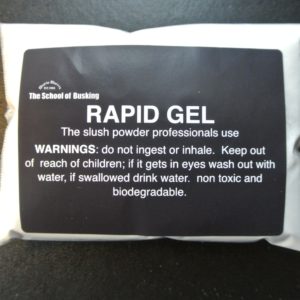 The School of Busking
RAPID GEL
The slush powder professionals use
WARNINGS: do not ingest or inhale. Keep out
of reach of children; if it gets in eyes wash out with
water, if swallowed drink water. non toxic and
biodegradable.